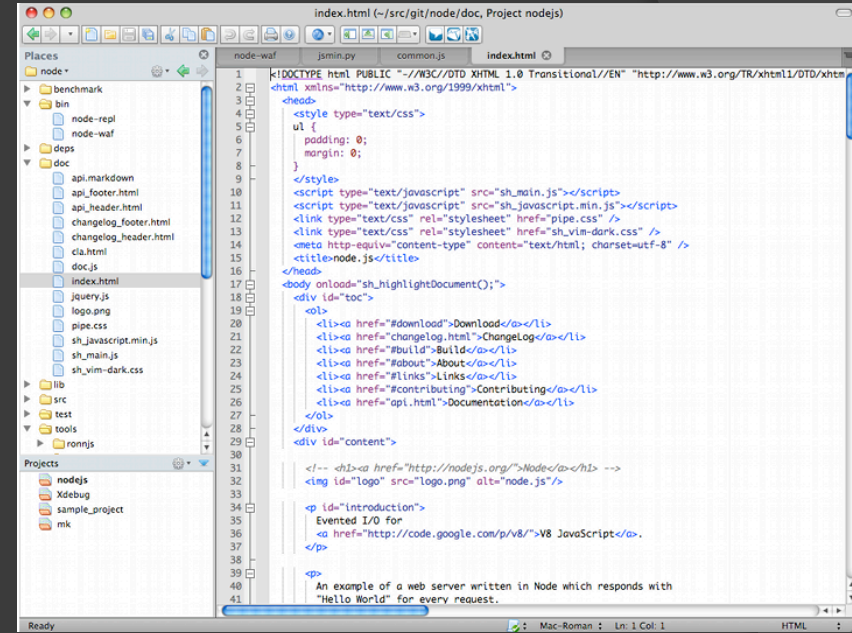 index.html (~/src/git/node/doc, Project nodejs)
Places
node
benchmark
bin
node-repl
node-waf
deps
doc
api.markdown
api_footer.html
api_header.html
changelog_footer.html
changelog_header.html
cla.html
doc.js
index.html
jquery.js
logo.png
pipe.css
sh_javascript.min.js
sh_main.js
sh_vim-dark.css
lib
src
test
tools
ronnjs
Projects
nodejs
Xdebug
sample_project
mk
node-waf jsmin.py common.js index.html
1 <!DOCTYPE html PUBLIC "-//W3C//DTD XHTML 1.0 Transitional//EN" "http://www.w3.org/TR/xhtml1/DTD/xhtm
2 <html xmlns="http://www.w3.org/1999/xhtml">
3 <head>
4 <style type="text/css">
5 ul {
6 padding: 0;
7 margin: 0;
8 }
9 </style>
10 <script type="text/javascript" src="sh_main.js"></script>
11 <script type="text/javascript" src="sh_javascript.min.js"></script>
12 <link type="text/css" rel="stylesheet" href="pipe.css" />
13 <link type="text/css" rel="stylesheet" href="sh_vim-dark.css" />
14 <meta http-equiv="content-type" content="text/html; charset=utf-8" />
15 <title>node.js</title>
16 </head>
17 <body onload="sh_highlightDocument();">
18 <div id="toc">
19 <ol>
20 <li><a href="#download">Download</a></li>
21 <li><a href="changelog.html">ChangeLog</a></li>
22 <li><a href="#build">Build</a></li>
23 <li><a href="#about">About</a></li>
24 <li><a href="#links">Links</a></li>
25 <li><a href="#contributing">Contributing</a></li>
26 <li><a href="api.html">Documentation</a></li>
27 </ol>
28 </div>
29 <div id="content">
30
31 <!-- <h1><a href="http://nodejs.org/">Node</a></h1> -->
32 <img id="logo" src="logo.png" alt="node.js"/>
33
34 <p id="introduction">
35 Evented I/O for
36 <a href="http://code.google.com/p/v8/">V8 JavaScript</a>.
37 </p>
38
39 <p>
40 An example of a web server written in Node which responds with
41 "Hello World" for every request.
Ready Mac-Roman Ln: 1 Col: 1 HTML